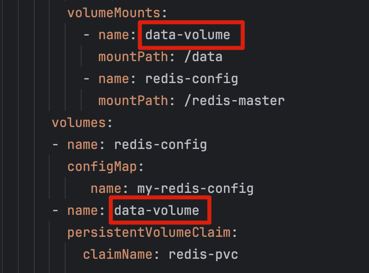 volumeMounts:
- name: data-volume
mountPath: /data
- name: redis-config
mountPath: /redis-master
volumes:
- name: redis-config
configMap:
name: my-redis-config
- name: data-volume
persistentVolumeClaim:
claimName: redis-pvc